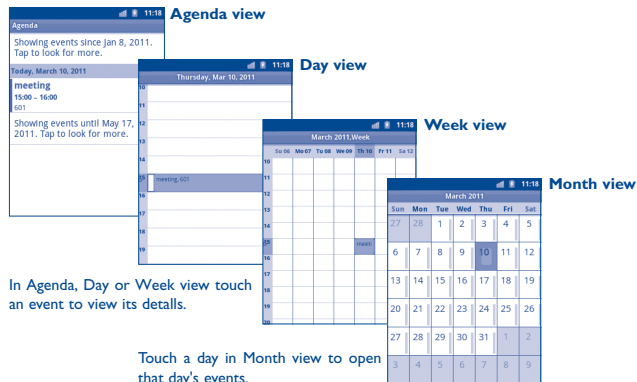 11:18
Agenda view
Agenda
Showing events since Jan 8, 2011.
Tap to look for more.
Today, March 10, 2011
meeting
15:00 – 16:00
601
Showing events until May 17,
2011. Tap to look for more.
11:18
Day view
Thursday, Mar 10, 2011
10
11
12
13
14
15 meeting, 601
16
17
18
19
11:18
Week view
March 2011,Week
Su 06 Mo 07 Tu 08 We 09 Th 10 Fr 11 Sa 12
10
11
12
13
14
15 meeti
16
17
18
19
20
11:18
Month view
March 2011
Sun Mon Tue Wed Thu Fri Sat
27 28 1 2 3 4 5
6 7 8 9 10 11 12
13 14 15 16 17 18 19
20 21 22 23 24 25 26
27 28 29 30 31 1 2
3 4 5 6 7 8 9
In Agenda, Day or Week view touch
an event to view its detalls.
Touch a day in Month view to open
that day's events.